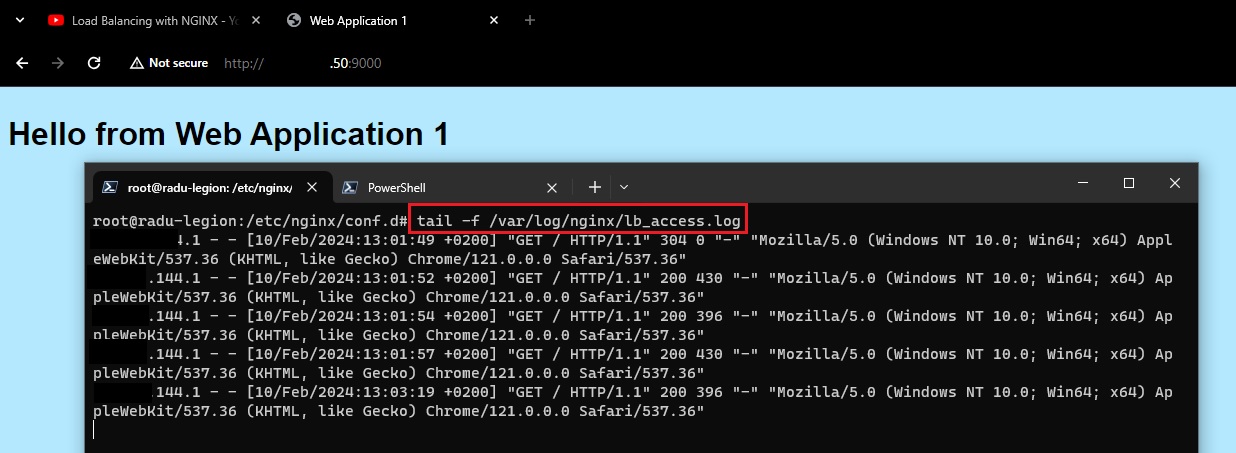 Load Balancing with NGINX - Yo
Web Application 1
Not secure http:// .50:9000
Hello from Web Application 1
root@radu-legion: /etc/nginx/
PowerShell
root@radu-legion:/etc/nginx/conf.d# tail -f /var/log/nginx/lb_access.log
4.1 - - [10/Feb/2024:13:01:49 +0200] "GET / HTTP/1.1" 304 0 "-" "Mozilla/5.0 (Windows NT 10.0; Win64; x64) Appl
eWebKit/537.36 (KHTML, like Gecko) Chrome/121.0.0.0 Safari/537.36"
.144.1 - - [10/Feb/2024:13:01:52 +0200] "GET / HTTP/1.1" 200 430 "-" "Mozilla/5.0 (Windows NT 10.0; Win64; x64) Ap
pleWebKit/537.36 (KHTML, like Gecko) Chrome/121.0.0.0 Safari/537.36"
.144.1 - - [10/Feb/2024:13:01:54 +0200] "GET / HTTP/1.1" 200 396 "-" "Mozilla/5.0 (Windows NT 10.0; Win64; x64) Ap
pleWebKit/537.36 (KHTML, like Gecko) Chrome/121.0.0.0 Safari/537.36"
.144.1 - - [10/Feb/2024:13:01:57 +0200] "GET / HTTP/1.1" 200 430 "-" "Mozilla/5.0 (Windows NT 10.0; Win64; x64) Ap
pleWebKit/537.36 (KHTML, like Gecko) Chrome/121.0.0.0 Safari/537.36"
.144.1 - - [10/Feb/2024:13:03:19 +0200] "GET / HTTP/1.1" 200 396 "-" "Mozilla/5.0 (Windows NT 10.0; Win64; x64) Ap
pleWebKit/537.36 (KHTML, like Gecko) Chrome/121.0.0.0 Safari/537.36"